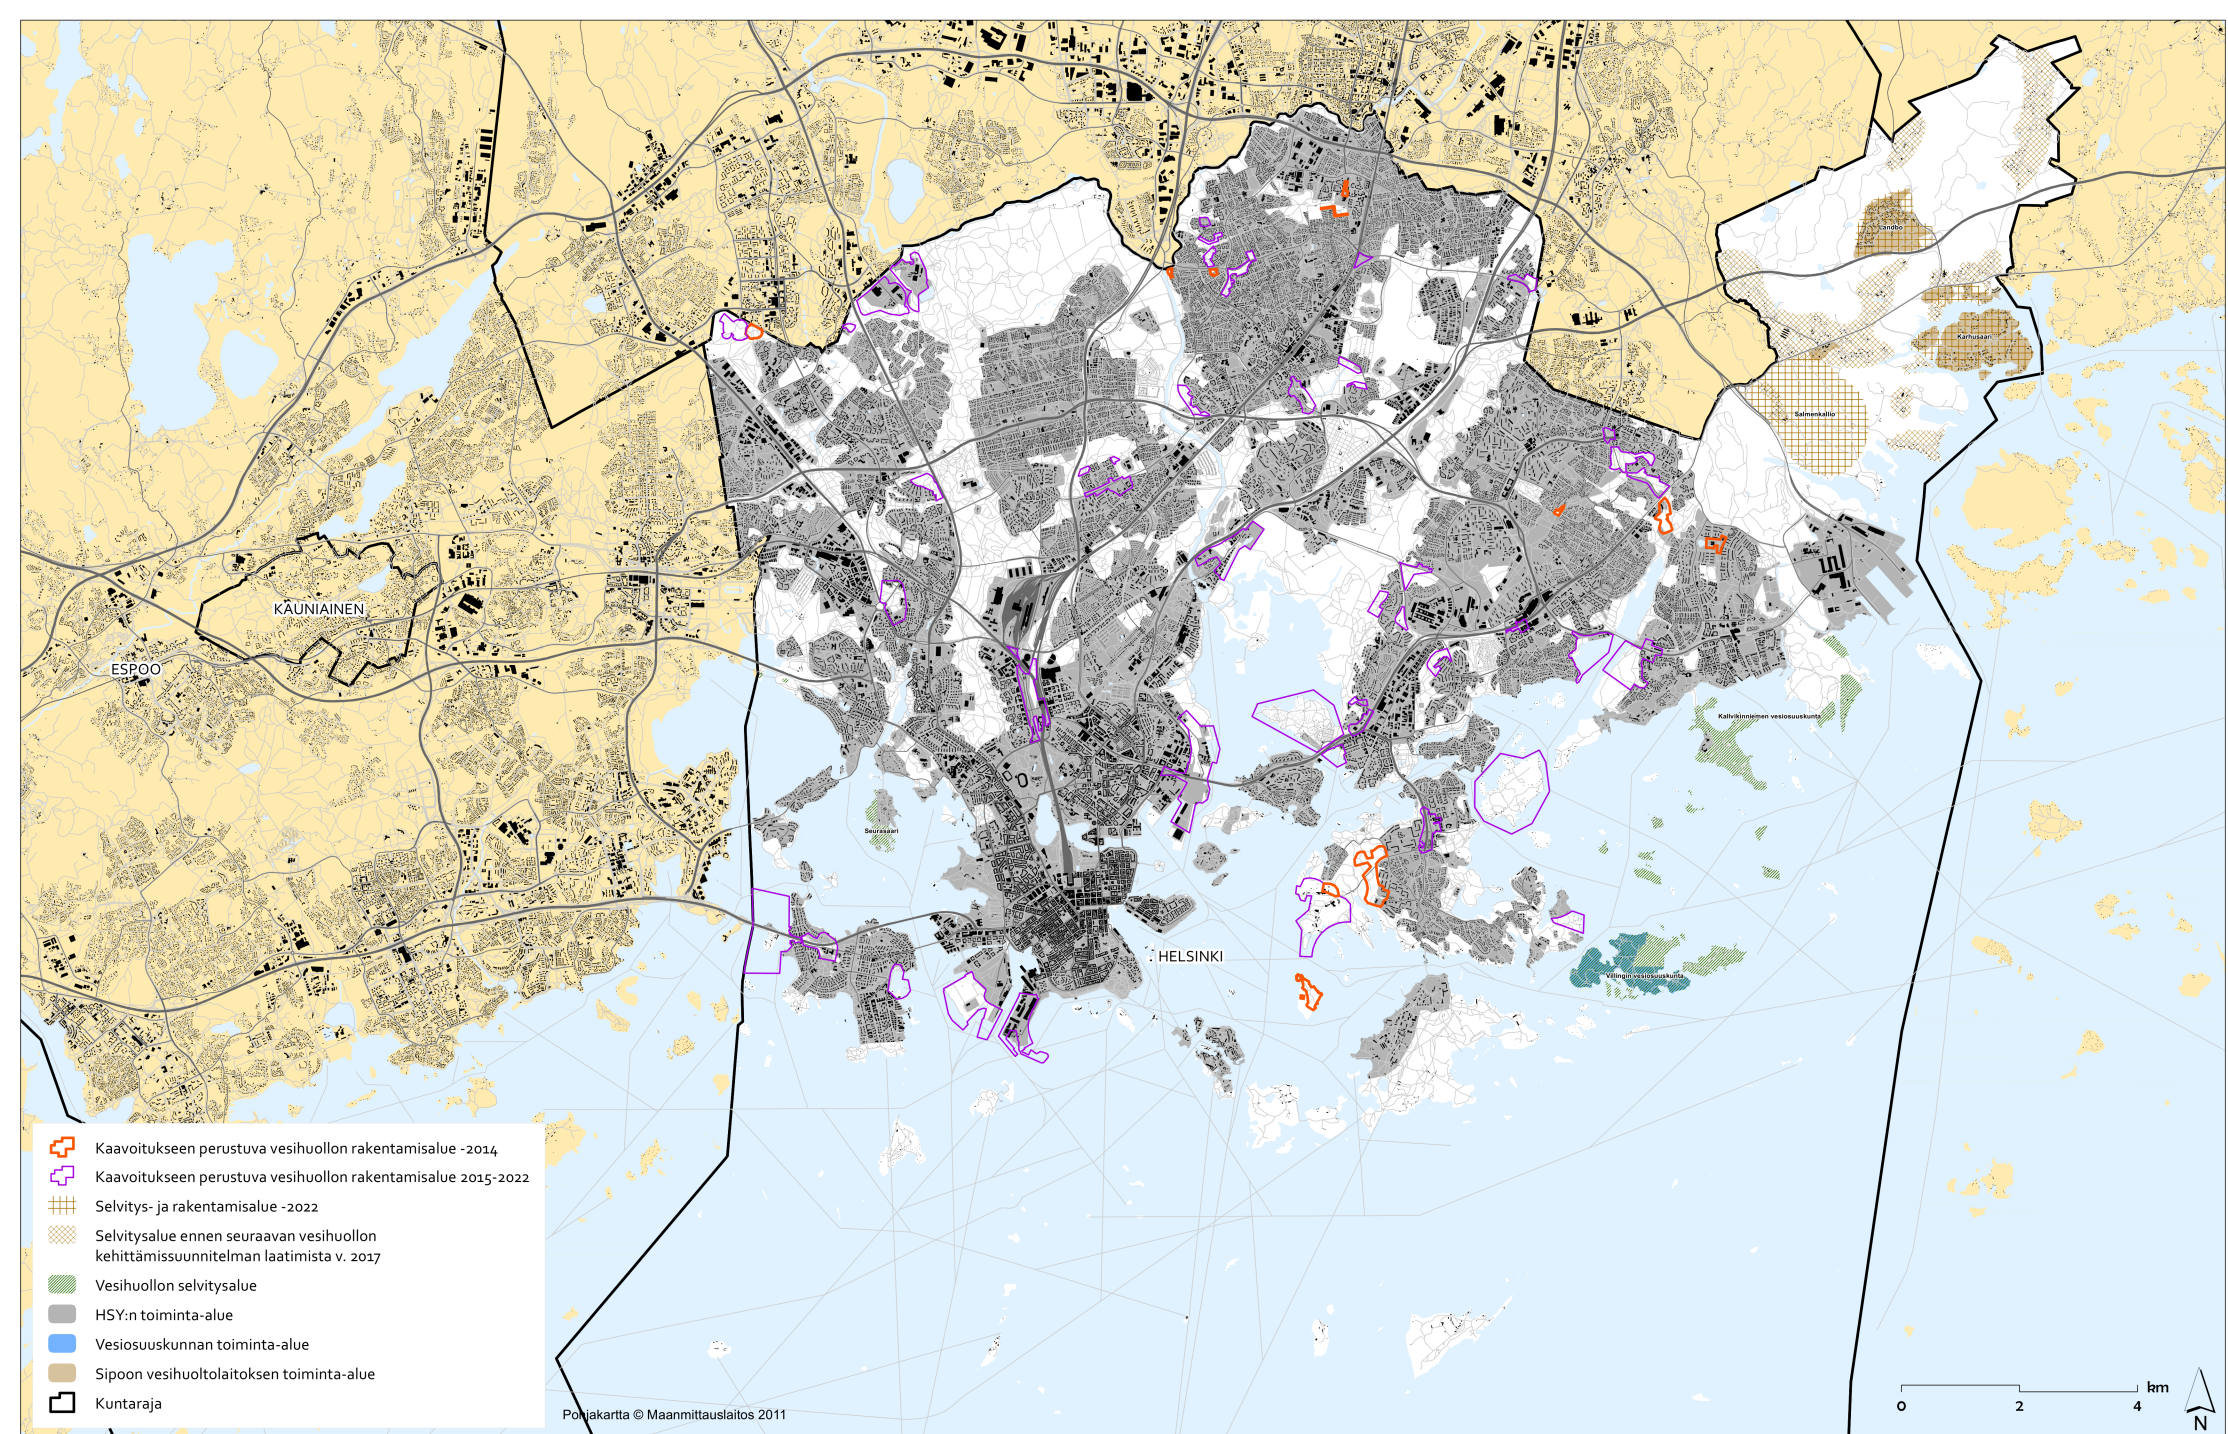 Landbo
Karhusaari
Salmenkallio
KAUNIAINEN
ESPOO
Kallvikinniemen vesiosuuskunta
Seurasaari
HELSINKI
Villingin vesiosuuskunta
Kaavoitukseen perustuva vesihuollon rakentamisalue -2014
Kaavoitukseen perustuva vesihuollon rakentamisalue 2015-2022
Selvitys- ja rakentamisalue -2022
Selvitysalue ennen seuraavan vesihuollon
kehittämissuunnitelman laatimista v. 2017
Vesihuollon selvitysalue
HSY:n toiminta-alue
Vesiosuuskunnan toiminta-alue
Sipoon vesihuoltolaitoksen toiminta-alue
Kuntaraja
Pohjakartta © Maanmittauslaitos 2011
km
0 2 4
N